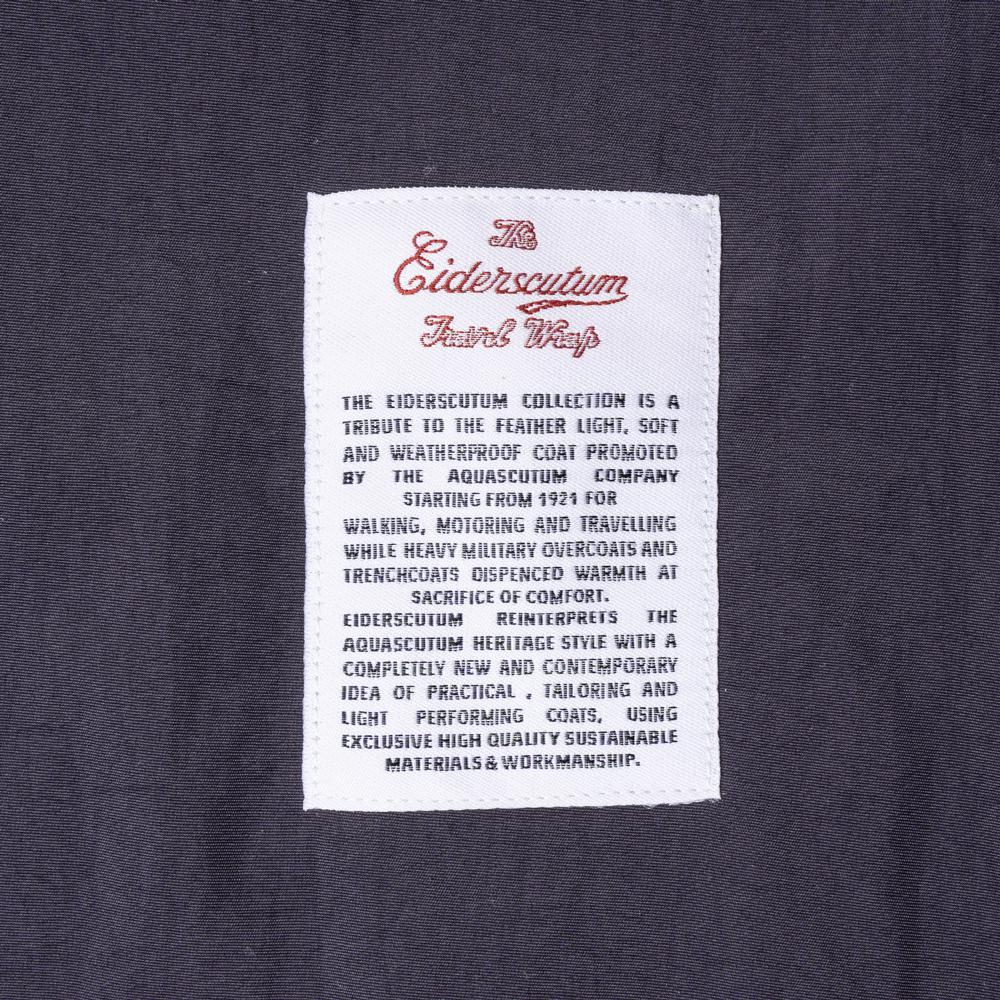 The
Eiderscutum
Travel Wrap
THE EIDERSCUTUM COLLECTION IS A
TRIBUTE TO THE FEATHER LIGHT, SOFT
AND WEATHERPROOF COAT PROMOTED
BY THE AQUASCUTUM COMPANY
STARTING FROM 1921 FOR
WALKING, MOTORING AND TRAVELLING
WHILE HEAVY MILITARY OVERCOATS AND
TRENCHCOATS DISPENCED WARMTH AT
SACRIFICE OF COMFORT.
EIDERSCUTUM REINTERPRETS THE
AQUASCUTUM HERITAGE STYLE WITH A
COMPLETELY NEW AND CONTEMPORARY
IDEA OF PRACTICAL , TAILORING AND
LIGHT PERFORMING COATS, USING
EXCLUSIVE HIGH QUALITY SUSTAINABLE
MATERIALS & WORKMANSHIP.